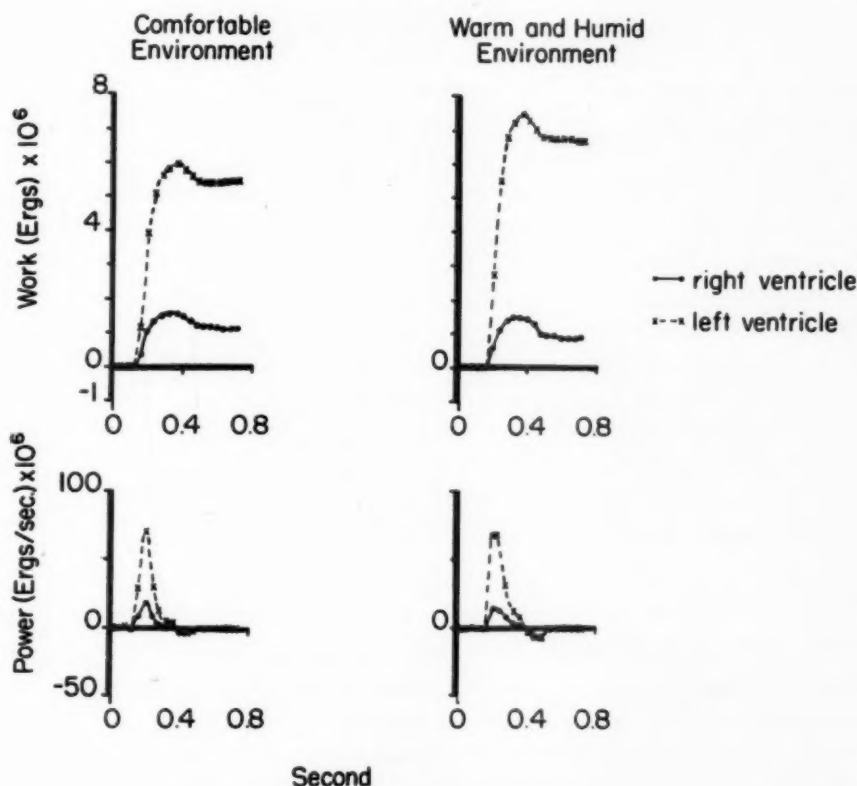 Comfortable
Environment
Warm and Humid
Environment
Work (Ergs) x 10⁶
8
4
0
-1
0 0.4 0.8
0
0 0.4 0.8
right ventricle
left ventricle
Power (Ergs/sec.) x10⁶
100
0
-50
0 0.4 0.8
0
0 0.4 0.8
Second